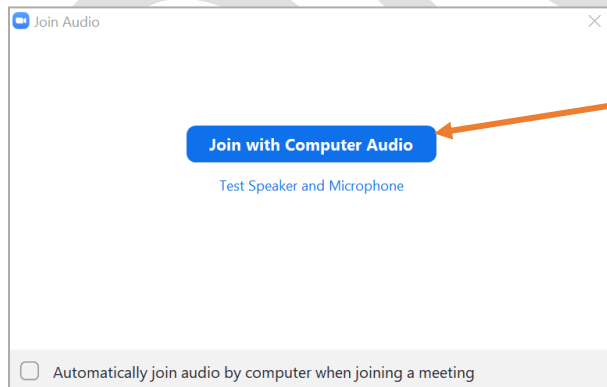 Join Audio
Join with Computer Audio
Test Speaker and Microphone
Automatically join audio by computer when joining a meeting